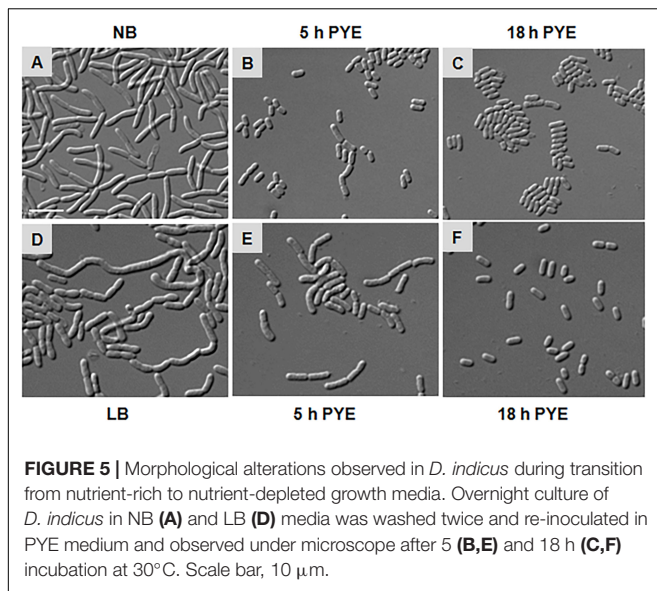 NB 5 h PYE 18 h PYE
A B C
D E F
LB 5 h PYE 18 h PYE
FIGURE 5 | Morphological alterations observed in D. indicus during transition
from nutrient-rich to nutrient-depleted growth media. Overnight culture of
D. indicus in NB (A) and LB (D) media was washed twice and re-inoculated in
PYE medium and observed under microscope after 5 (B,E) and 18 h (C,F)
incubation at 30°C. Scale bar, 10 μm.